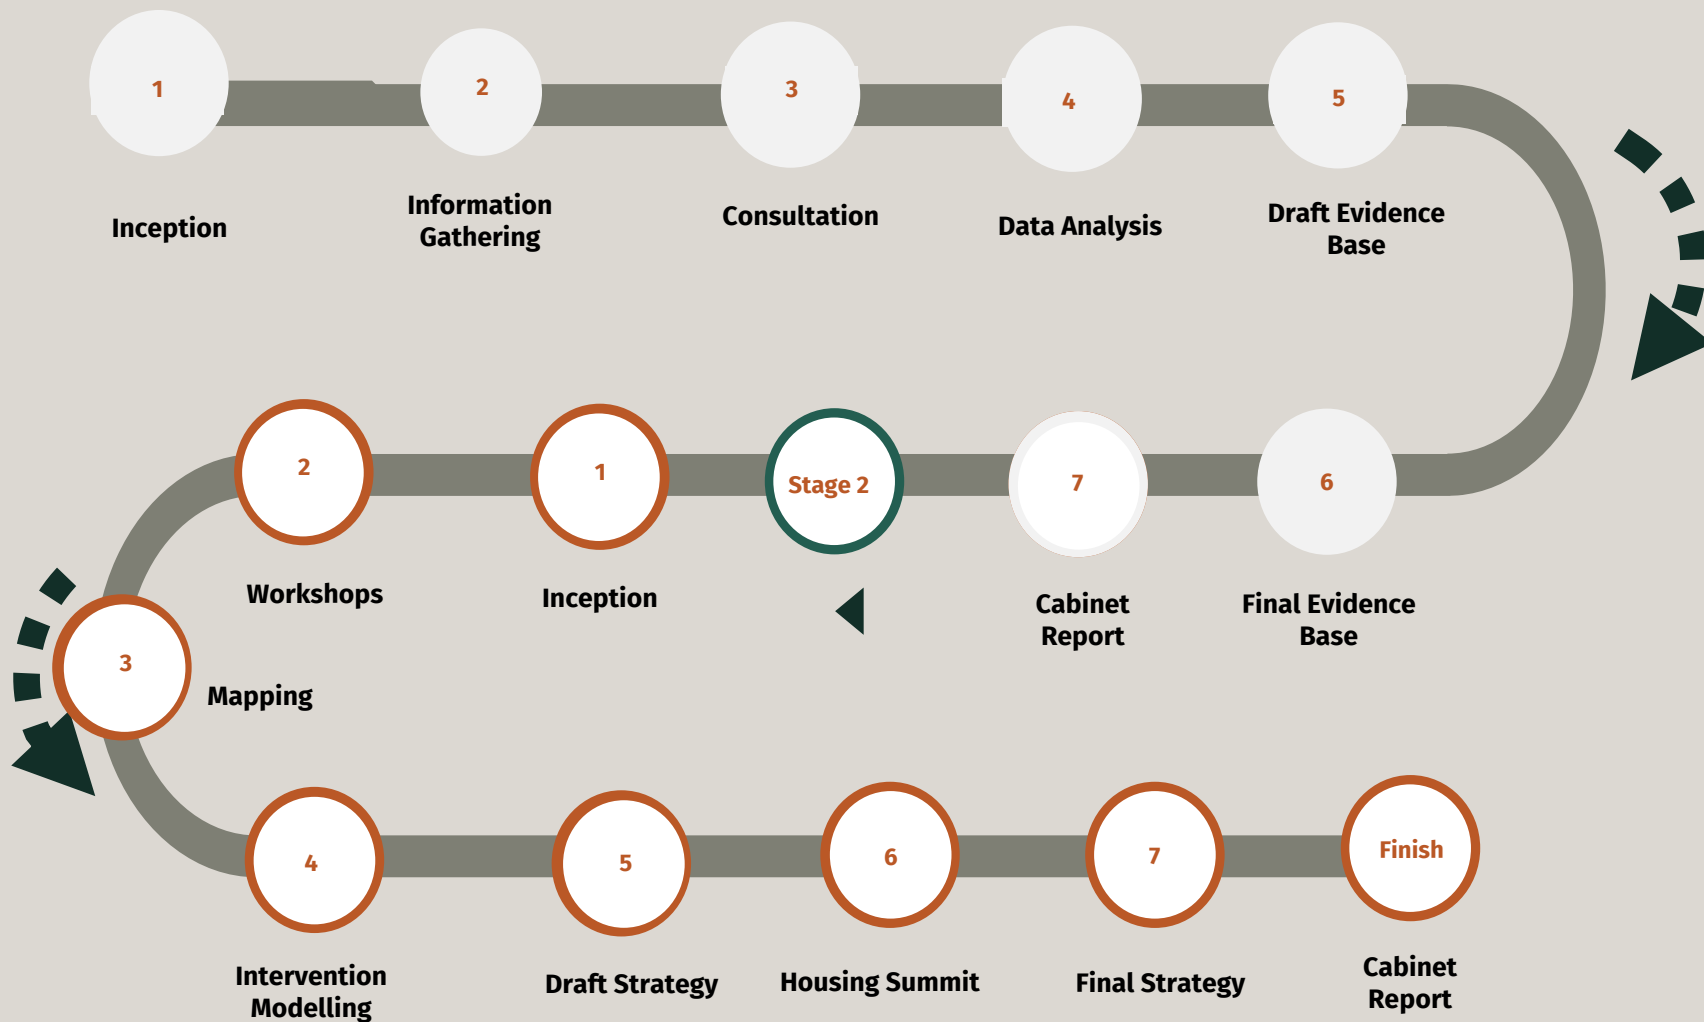 1
2
3
4
5
Inception
Information
Gathering
Consultation
Data Analysis
Draft Evidence
Base
6
7
Stage 2
1
2
Final Evidence
Base
Cabinet
Report
Inception
Workshops
3
Mapping
4
5
6
7
Finish
Intervention
Modelling
Draft Strategy
Housing Summit
Final Strategy
Cabinet
Report